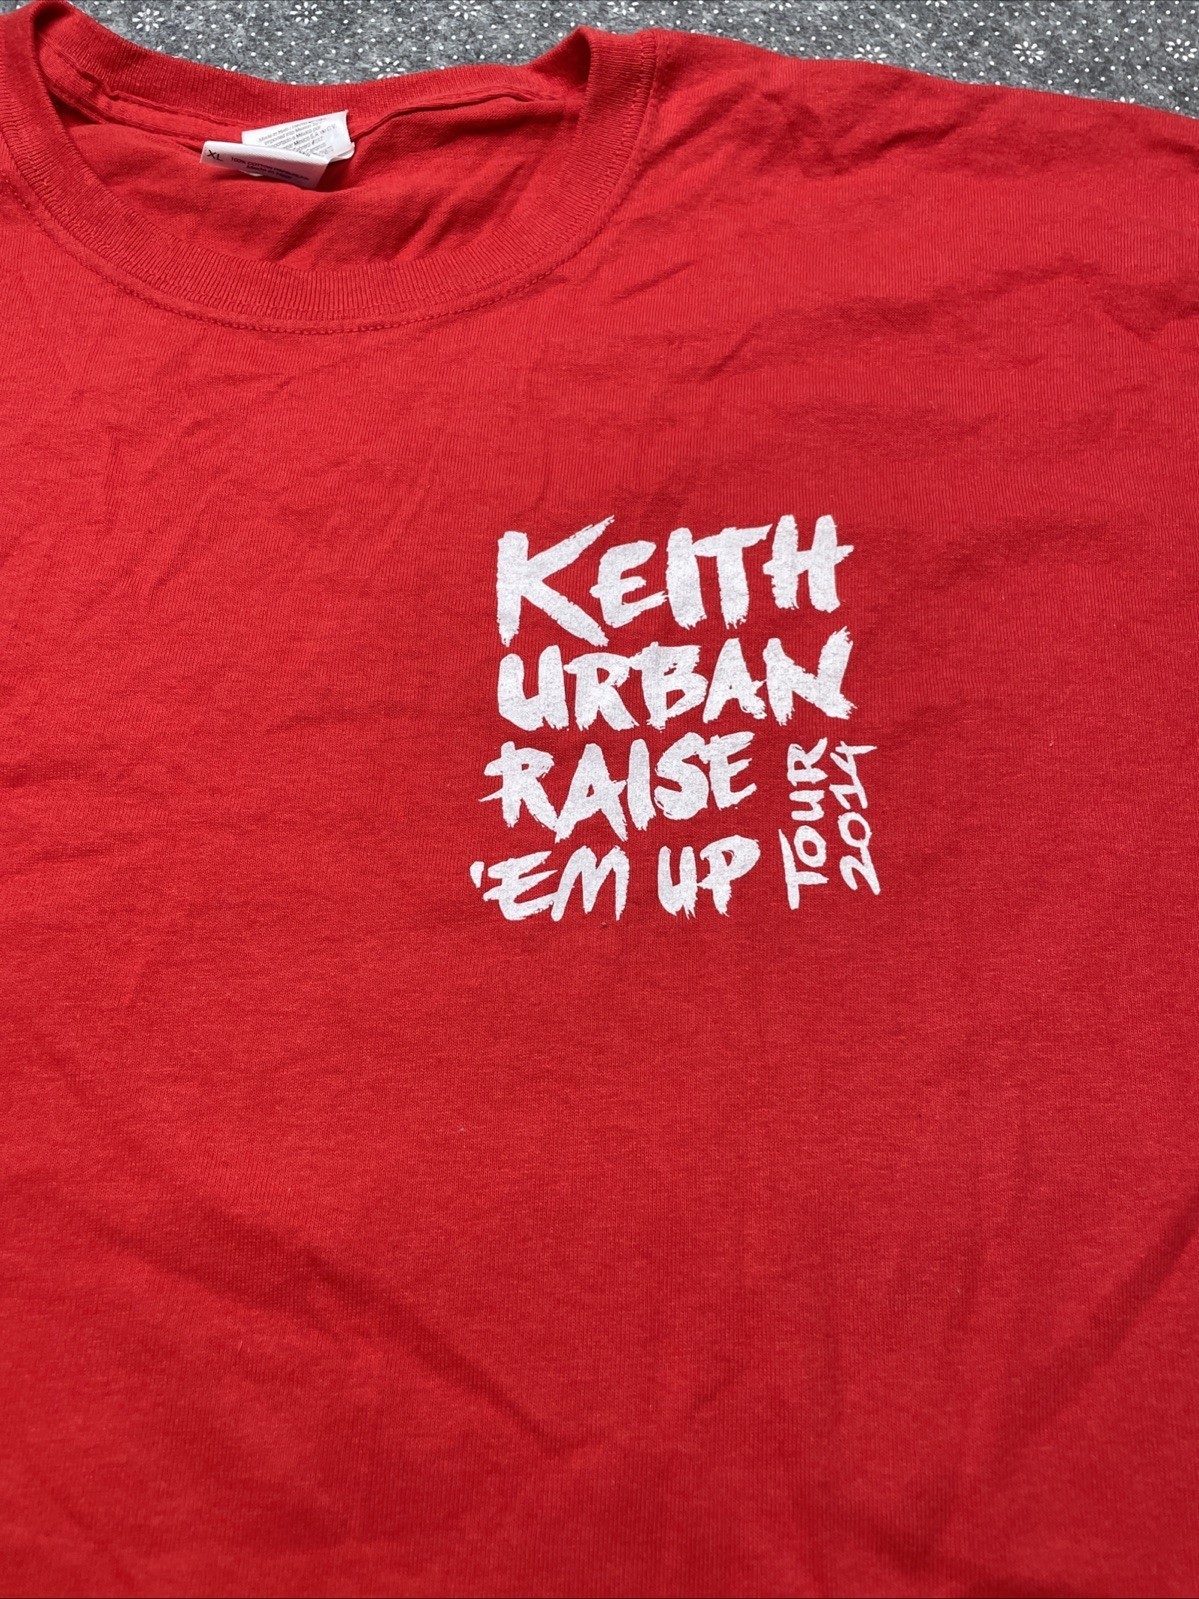 XL
KEITH
URBAN
RAISE
'EM UP
TOUR
2014